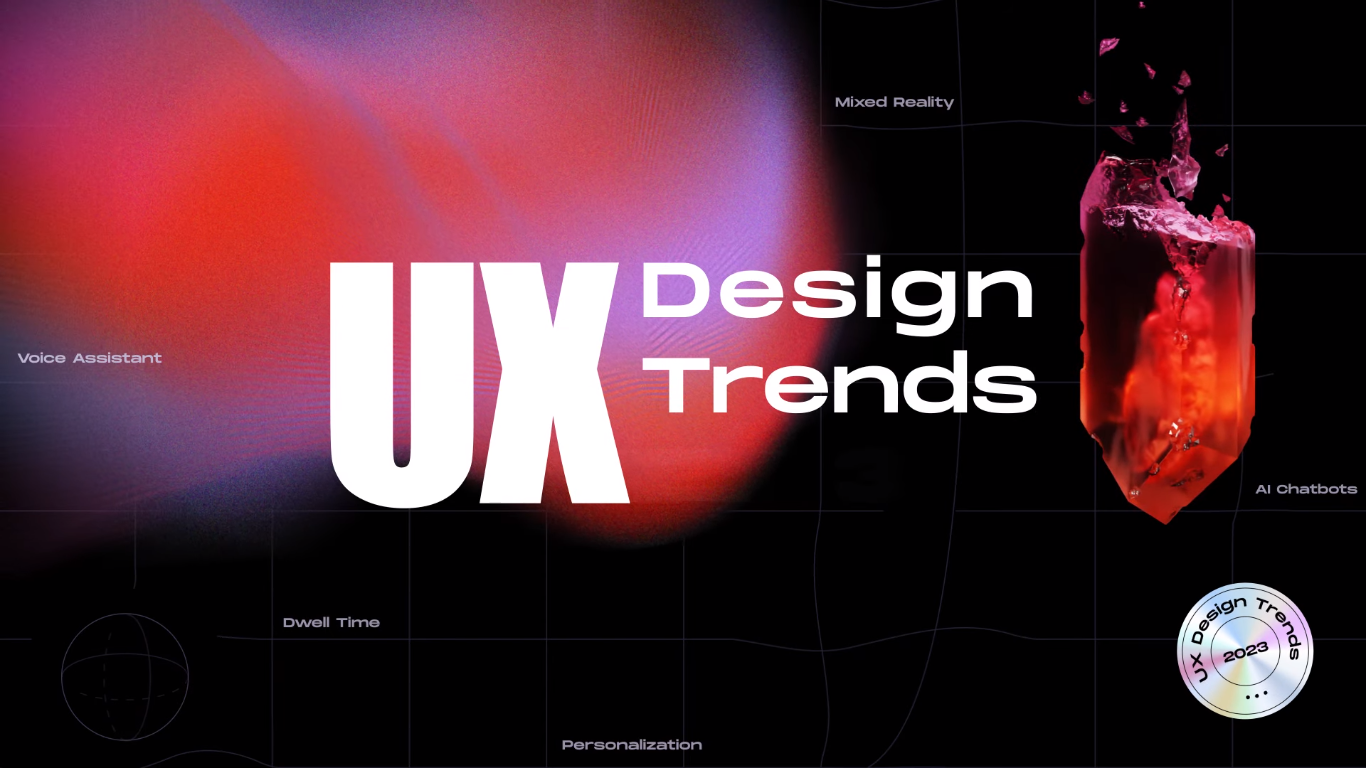 Mixed Reality
UX
Design
Trends
Voice Assistant
AI Chatbots
Dwell Time
UX Design Trends
2023
Personalization